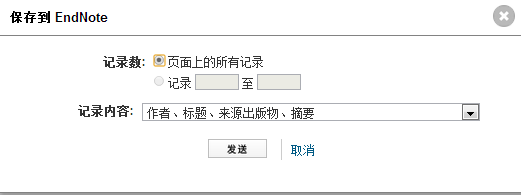 保存到 EndNote
记录数: 页面上的所有记录
记录 至
记录内容: 作者、标题、来源出版物、摘要
发送 取消